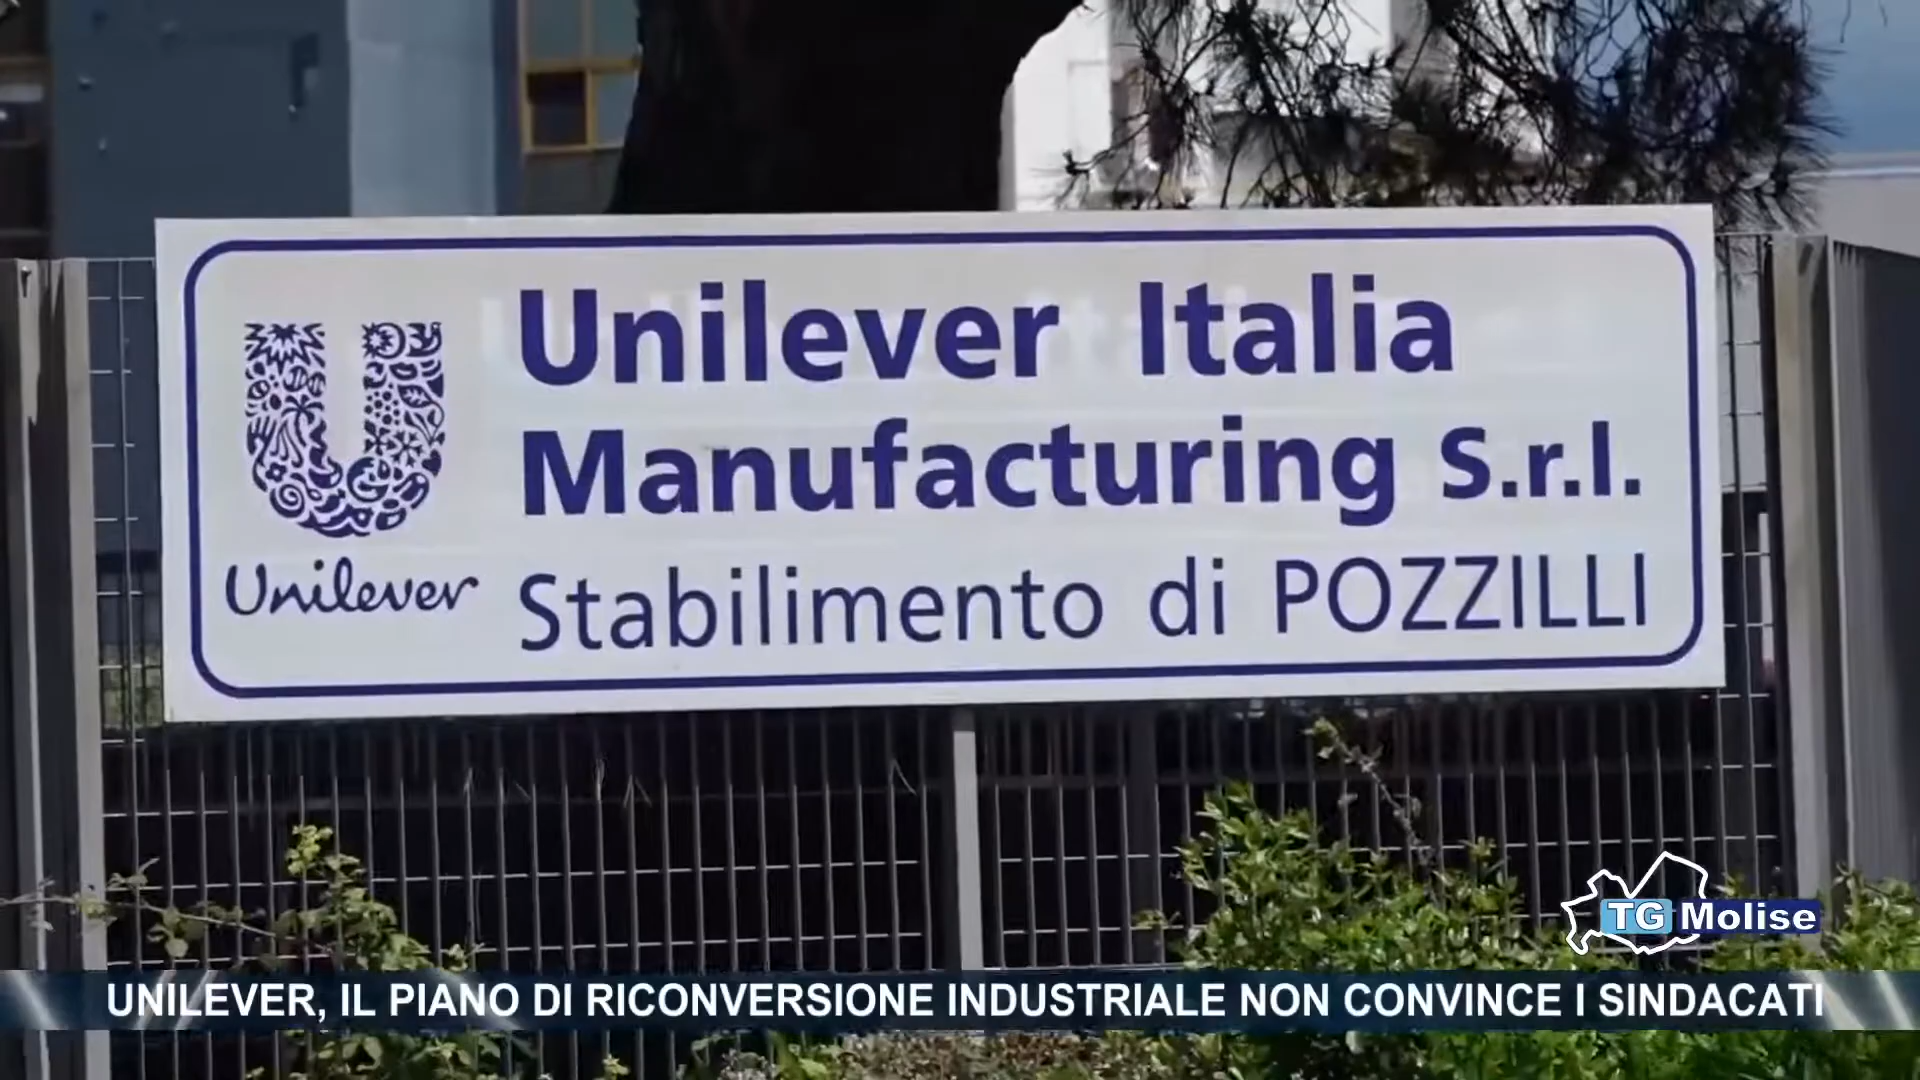 Unilever Italia
Manufacturing S.r.l.
Stabilimento di POZZILLI
Unilever
TG Molise
UNILEVER, IL PIANO DI RICONVERSIONE INDUSTRIALE NON CONVINCE I SINDACATI